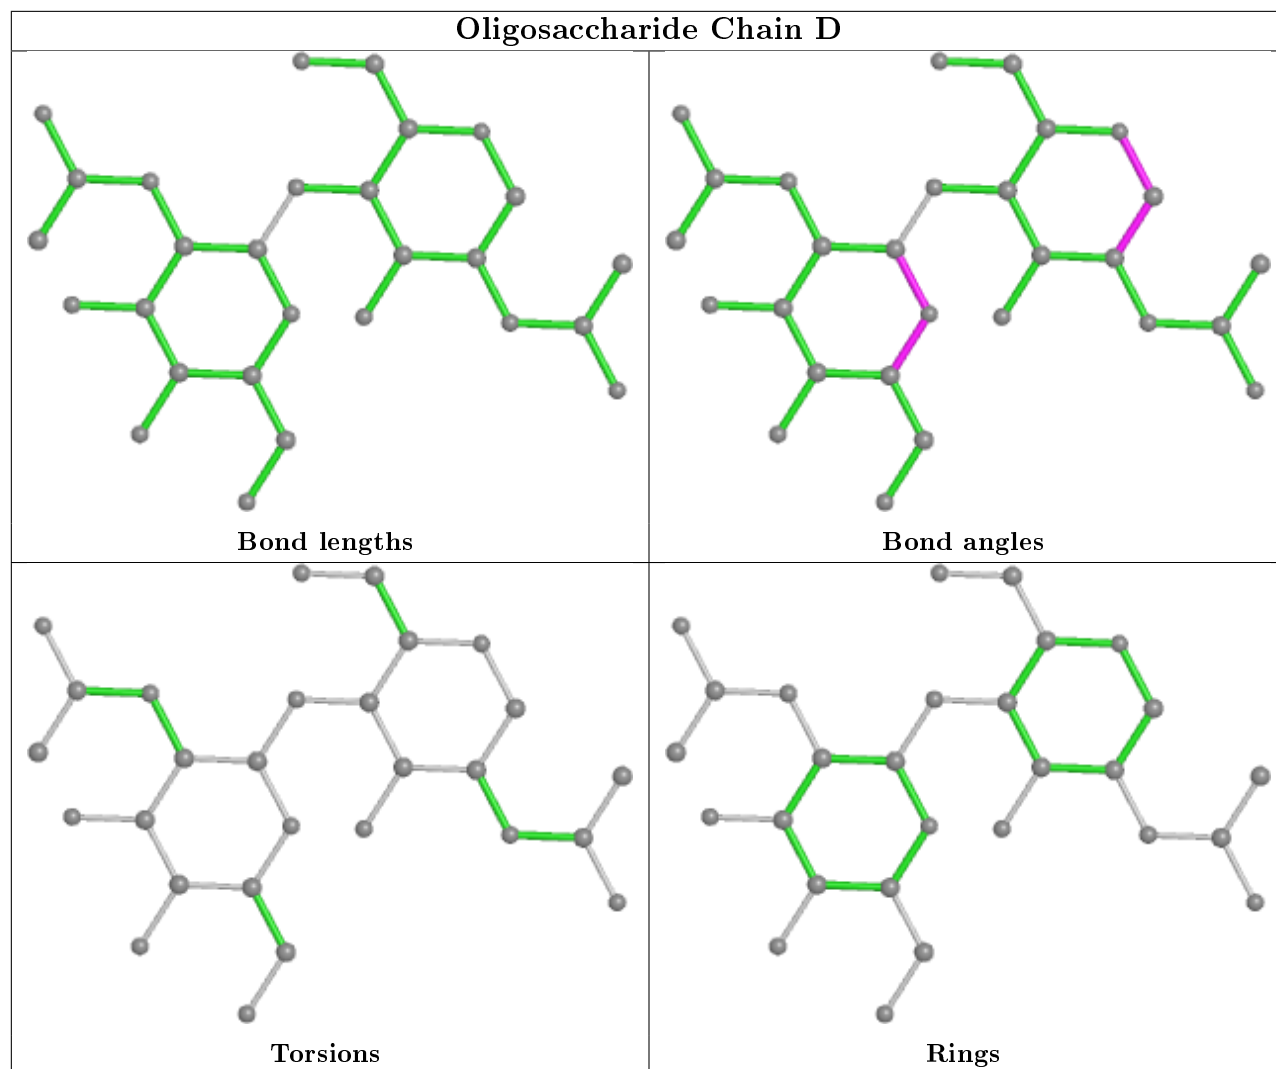 Oligosaccharide Chain D
Bond lengths
Bond angles
Torsions
Rings